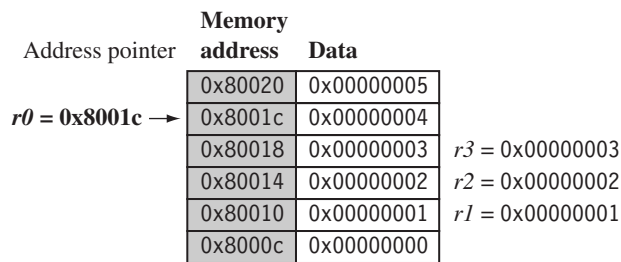 Memory
Address pointer address Data
0x80020 0x00000005
r0 = 0x8001c 0x8001c 0x00000004
0x80018 0x00000003 r3 = 0x00000003
0x80014 0x00000002 r2 = 0x00000002
0x80010 0x00000001 r1 = 0x00000001
0x8000c 0x00000000